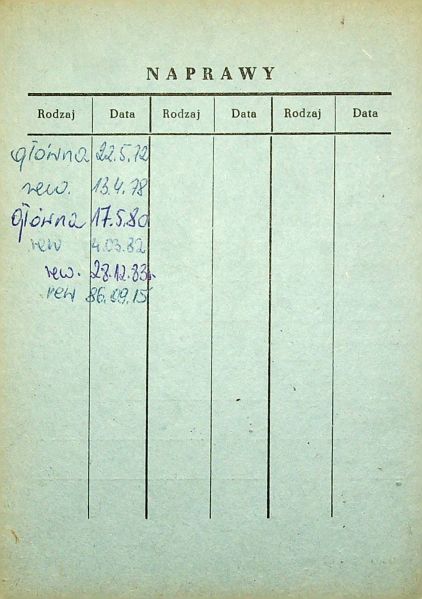 NAPRAWY
Rodzaj Data Rodzaj Data Rodzaj Data
główna 22.5.72
rew. 13.4.78
główna 17.5.80
rew 4.03.82
rew. 28.12.83r.
rew 86.09.15